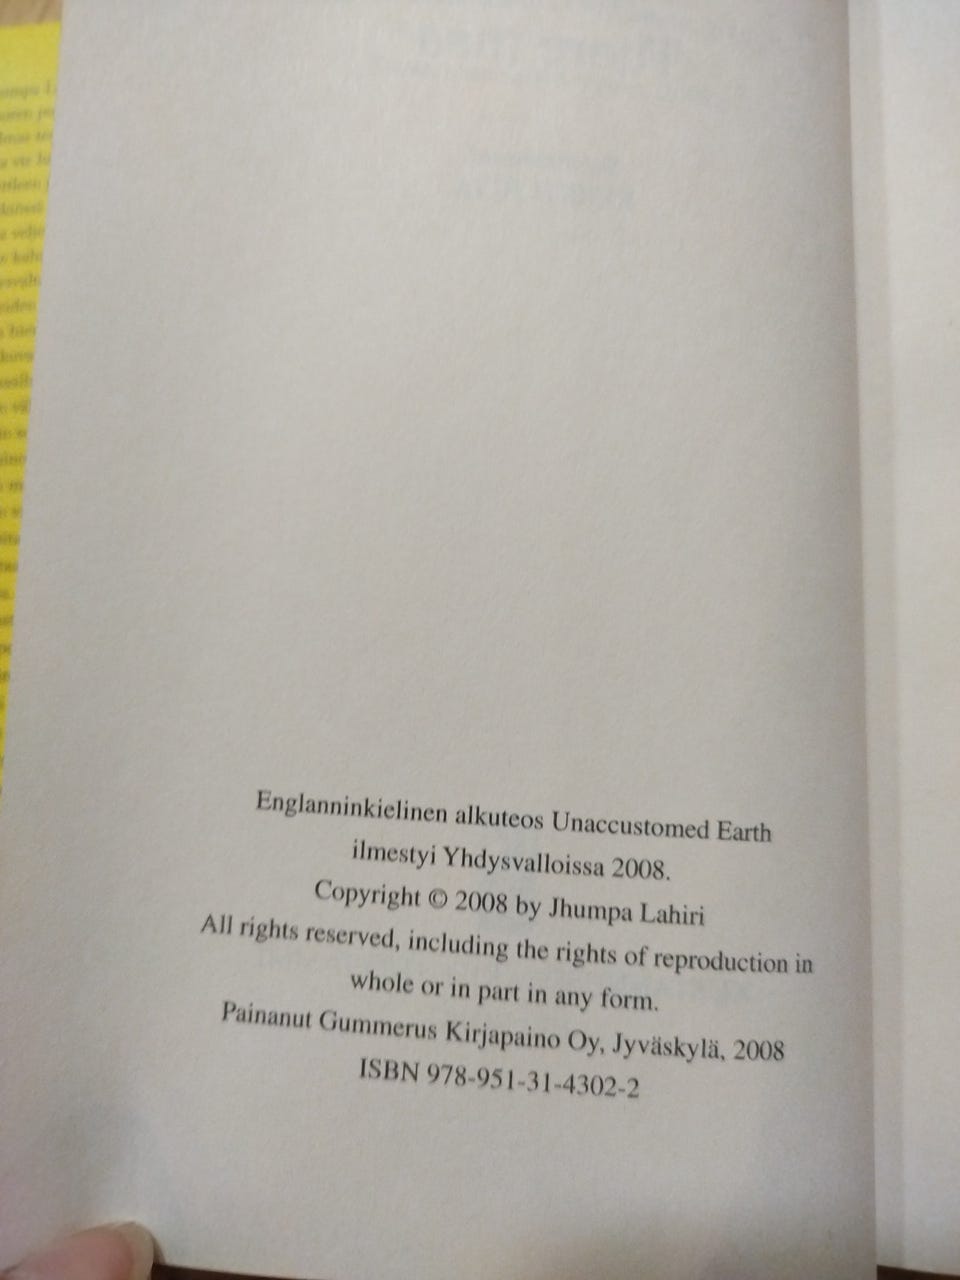 Englanninkielinen alkuteos Unaccustomed Earth
ilmestyi Yhdysvalloissa 2008.
Copyright © 2008 by Jhumpa Lahiri
All rights reserved, including the rights of reproduction in
whole or in part in any form.
Painanut Gummerus Kirjapaino Oy, Jyväskylä, 2008
ISBN 978-951-31-4302-2